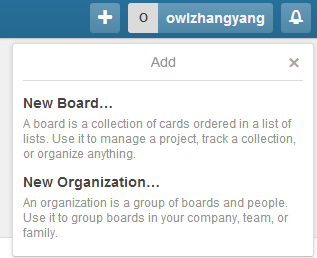 0 owlzhangyang
Add
New Board…
A board is a collection of cards ordered in a list of
lists. Use it to manage a project, track a collection,
or organize anything.
New Organization…
An organization is a group of boards and people.
Use it to group boards in your company, team, or
family.